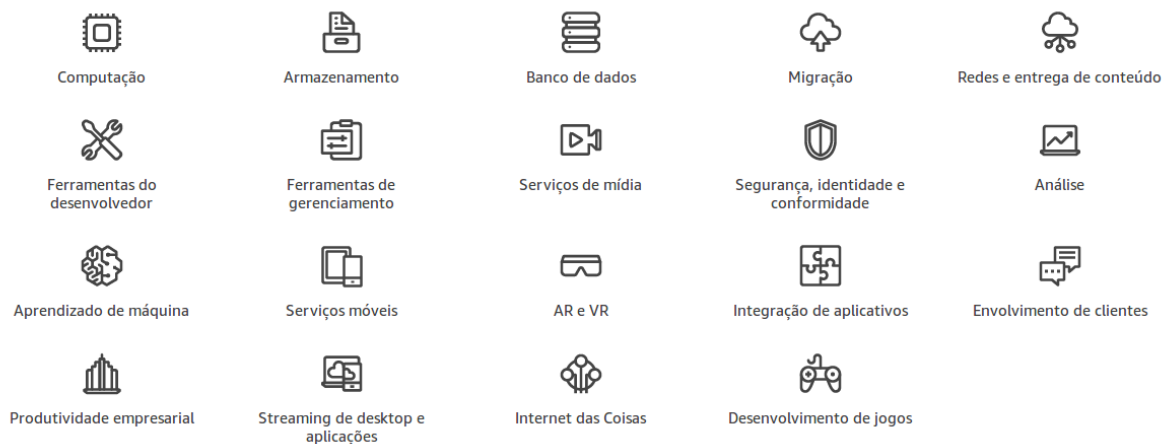 Computação
Armazenamento
Banco de dados
Migração
Redes e entrega de conteúdo
Ferramentas do
desenvolvedor
Ferramentas de
gerenciamento
Serviços de mídia
Segurança, identidade e
conformidade
Análise
Aprendizado de máquina
Serviços móveis
AR e VR
Integração de aplicativos
Envolvimento de clientes
Produtividade empresarial
Streaming de desktop e
aplicações
Internet das Coisas
Desenvolvimento de jogos